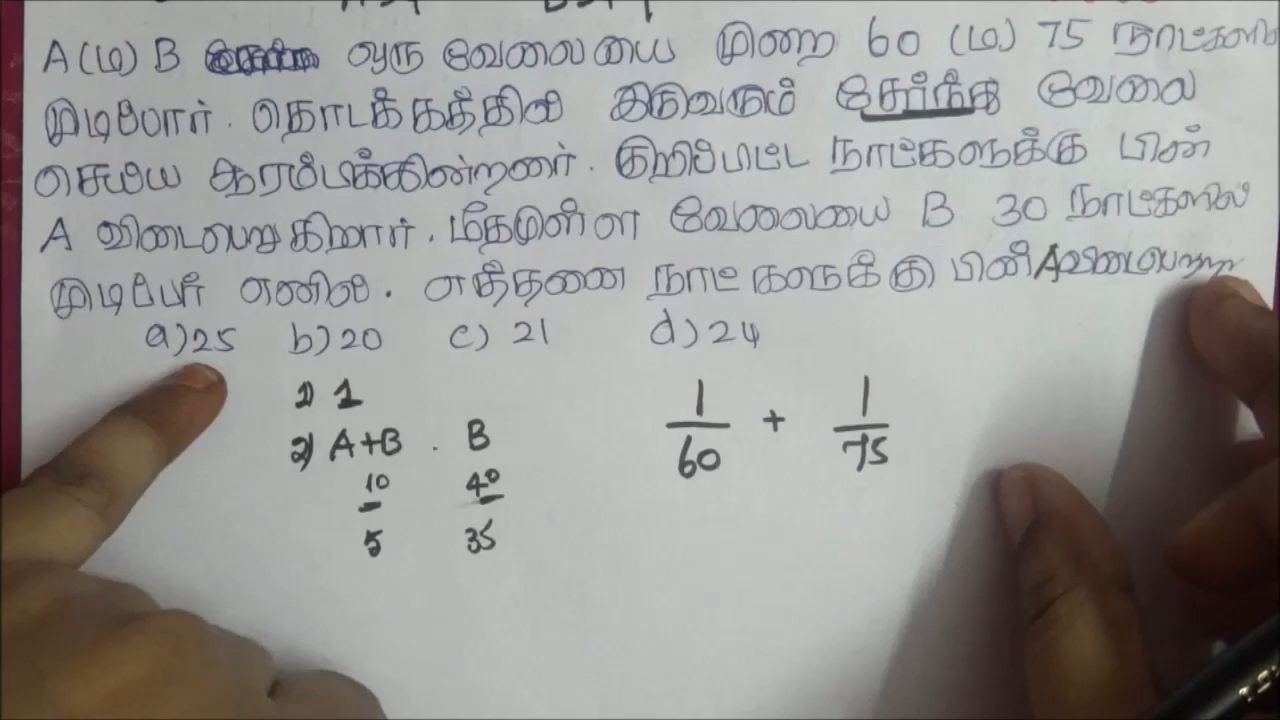 A (ம) B ஒரு வேலையை முறை 60 (ம) 75 நாட்களில்
முடிப்பார். தொடக்கத்தில் இருவரும் சேர்ந்து வேலை
செய்ய ஆரம்பிக்கின்றனர். குறிப்பிட்ட நாட்களுக்கு பின்
A விடைபெறுகிறார். மீதமுள்ள வேலையை B 30 நாட்களில்
முடிப்பர் எனில். எத்தனை நாட்களுக்கு பின் A விடைபெற்றார்
a) 25 b) 20 c) 21 d) 24
1) 1
2) A+B . B
10 40
5 35
1/60 + 1/75